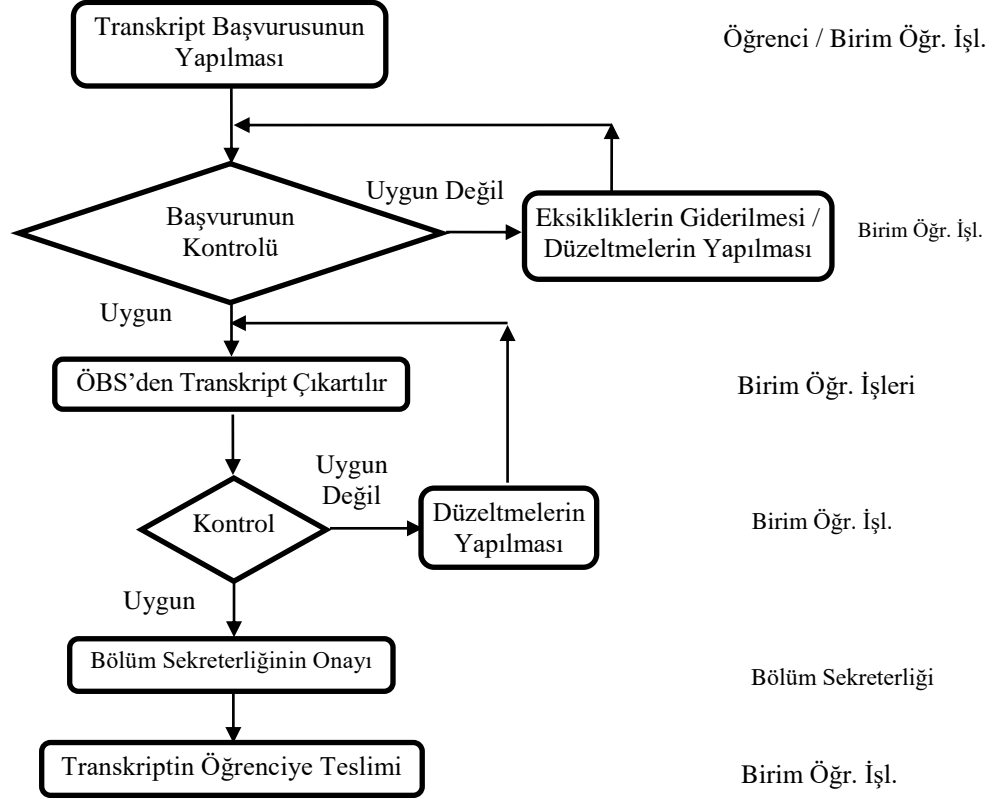 Transkript Başvurusunun
Yapılması
Öğrenci / Birim Öğr. İşl.
Uygun Değil
Başvurunun
Kontrolü
Eksikliklerin Giderilmesi /
Düzeltmelerin Yapılması
Birim Öğr. İşl.
Uygun
ÖBS’den Transkript Çıkartılır
Birim Öğr. İşleri
Uygun
Değil
Kontrol
Düzeltmelerin
Yapılması
Birim Öğr. İşl.
Uygun
Bölüm Sekreterliğinin Onayı
Bölüm Sekreterliği
Transkriptin Öğrenciye Teslimi
Birim Öğr. İşl.